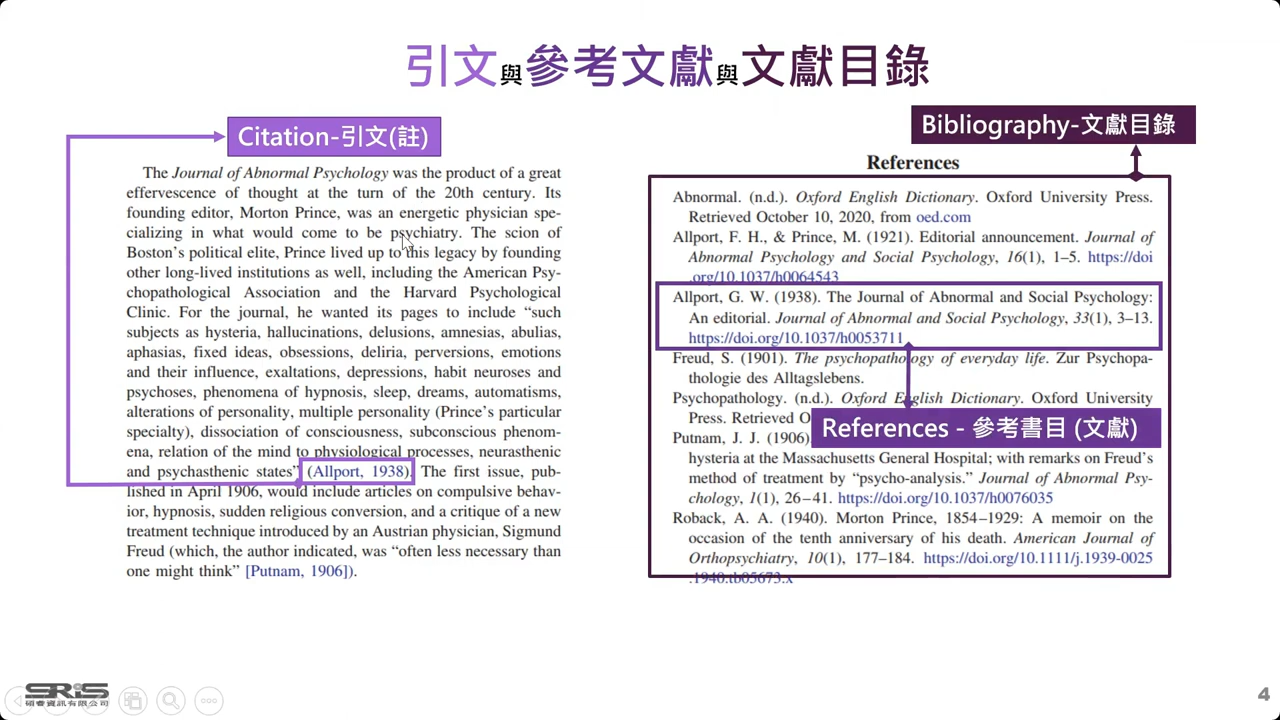 引文與參考文獻與文獻目錄
Citation-引文(註)
The Journal of Abnormal Psychology was the product of a great
effervescence of thought at the turn of the 20th century. Its
founding editor, Morton Prince, was an energetic physician spe-
cializing in what would come to be psychiatry. The scion of
Boston's political elite, Prince lived up to this legacy by founding
other long-lived institutions as well, including the American Psy-
chopathological Association and the Harvard Psychological
Clinic. For the journal, he wanted its pages to include “such
subjects as hysteria, hallucinations, delusions, amnesias, abulias,
aphasias, fixed ideas, obsessions, deliria, perversions, emotions
and their influence, exaltations, depressions, habit neuroses and
psychoses, phenomena of hypnosis, sleep, dreams, automatisms,
alterations of personality, multiple personality (Prince's particular
specialty), dissociation of consciousness, subconscious phenom-
ena, relation of the mind to physiological processes, neurasthenic
and psychasthenic states” (Allport, 1938). The first issue, pub-
lished in April 1906, would include articles on compulsive behav-
ior, hypnosis, sudden religious conversion, and a critique of a new
treatment technique introduced by an Austrian physician, Sigmund
Freud (which, the author indicated, was “often less necessary than
one might think” [Putnam, 1906]).
Bibliography-文獻目錄
References
Abnormal. (n.d.). Oxford English Dictionary. Oxford University Press.
Retrieved October 10, 2020, from oed.com
Allport, F. H., & Prince, M. (1921). Editorial announcement. Journal of
Abnormal Psychology and Social Psychology, 16(1), 1–5. https://doi
.org/10.1037/h0064543
Allport, G. W. (1938). The Journal of Abnormal and Social Psychology:
An editorial. Journal of Abnormal and Social Psychology, 33(1), 3–13.
https://doi.org/10.1037/h0053711
Freud, S. (1901). The psychopathology of everyday life. Zur Psychopa-
thologie des Alltagslebens.
Psychopathology. (n.d.). Oxford English Dictionary. Oxford University
Press. Retrieved O
References - 參考書目 (文獻)
Putnam, J. J. (1906)
hysteria at the Massachusetts General Hospital; with remarks on Freud's
method of treatment by “psycho-analysis.” Journal of Abnormal Psy-
chology, 1(1), 26–41. https://doi.org/10.1037/h0076035
Roback, A. A. (1940). Morton Prince, 1854–1929: A memoir on the
occasion of the tenth anniversary of his death. American Journal of
Orthopsychiatry, 10(1), 177–184. https://doi.org/10.1111/j.1939-0025
.1940.tb05673.x
SRIS
碩睿資訊有限公司
4